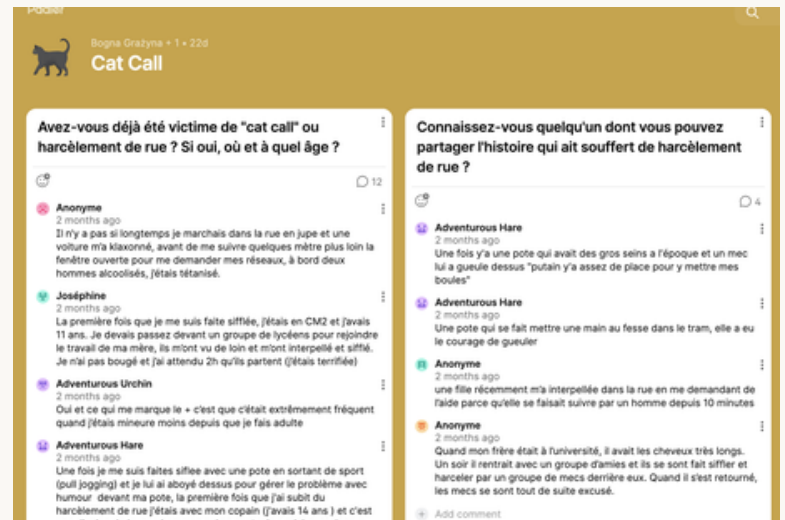 Padlet
Bogna Grażyna + 1 • 22d
Cat Call
Avez-vous déjà été victime de "cat call" ou
harcèlement de rue ? Si oui, où et à quel âge ?
12
Anonyme
2 months ago
Il n'y a pas si longtemps je marchais dans la rue en jupe et une
voiture m'a klaxonné, avant de me suivre quelques mètre plus loin la
fenêtre ouverte pour me demander mes réseaux, à bord deux
hommes alcoolisés, j'étais tétanisé.
Joséphine
2 months ago
La première fois que je me suis faite sifflée, j'étais en CM2 et j'avais
11 ans. Je devais passez devant un groupe de lycéens pour rejoindre
le travail de ma mère, ils m'ont vu de loin et m'ont interpellé et sifflé.
Je n'ai pas bougé et j'ai attendu 2h qu'ils partent (j'étais terrifiée)
Adventurous Urchin
2 months ago
Oui et ce qui me marque le + c'est que c'était extrêmement fréquent
quand j'étais mineure moins depuis que je fais adulte
Adventurous Hare
2 months ago
Une fois je me suis faites sifiee avec une pote en sortant de sport
(pull jogging) et je lui ai aboyé dessus pour gérer le problème avec
humour devant ma pote, la première fois que j'ai subit du
harcèlement de rue j'étais avec mon copain (j'avais 14 ans ) et c'est
Connaissez-vous quelqu'un dont vous pouvez
partager l'histoire qui ait souffert de harcèlement
de rue ?
4
Adventurous Hare
2 months ago
Une fois y'a une pote qui avait des gros seins a l'époque et un mec
lui a gueule dessus "putain y'a assez de place pour y mettre mes
boules"
Adventurous Hare
2 months ago
Une pote qui se fait mettre une main au fesse dans le tram, elle a eu
le courage de gueuler
Anonyme
2 months ago
une fille récemment m'a interpellée dans la rue en me demandant de
l'aide parce qu'elle se faisait suivre par un homme depuis 10 minutes
Anonyme
2 months ago
Quand mon frère était à l'université, il avait les cheveux très longs.
Un soir il rentrait avec un groupe d'amies et ils se sont fait siffler et
harceler par un groupe de mecs derrière eux. Quand il s'est retourné,
les mecs se sont tout de suite excusé.
Add comment